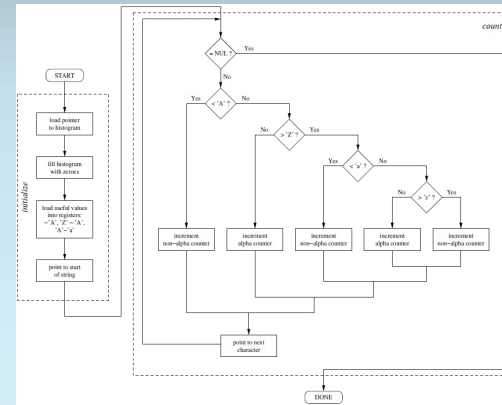 START
initialize
load pointer
to histogram
fill histogram
with zeroes
load useful values
into registers:
−'A', 'Z' − 'A',
'A'−'a'
point to start
of string
count
= NUL ?
Yes
No
< 'A' ?
Yes
No
> 'Z' ?
No
Yes
< 'a' ?
Yes
No
> 'z' ?
No
Yes
increment
non−alpha counter
increment
alpha counter
increment
non−alpha counter
increment
alpha counter
increment
non−alpha counter
point to next
character
DONE